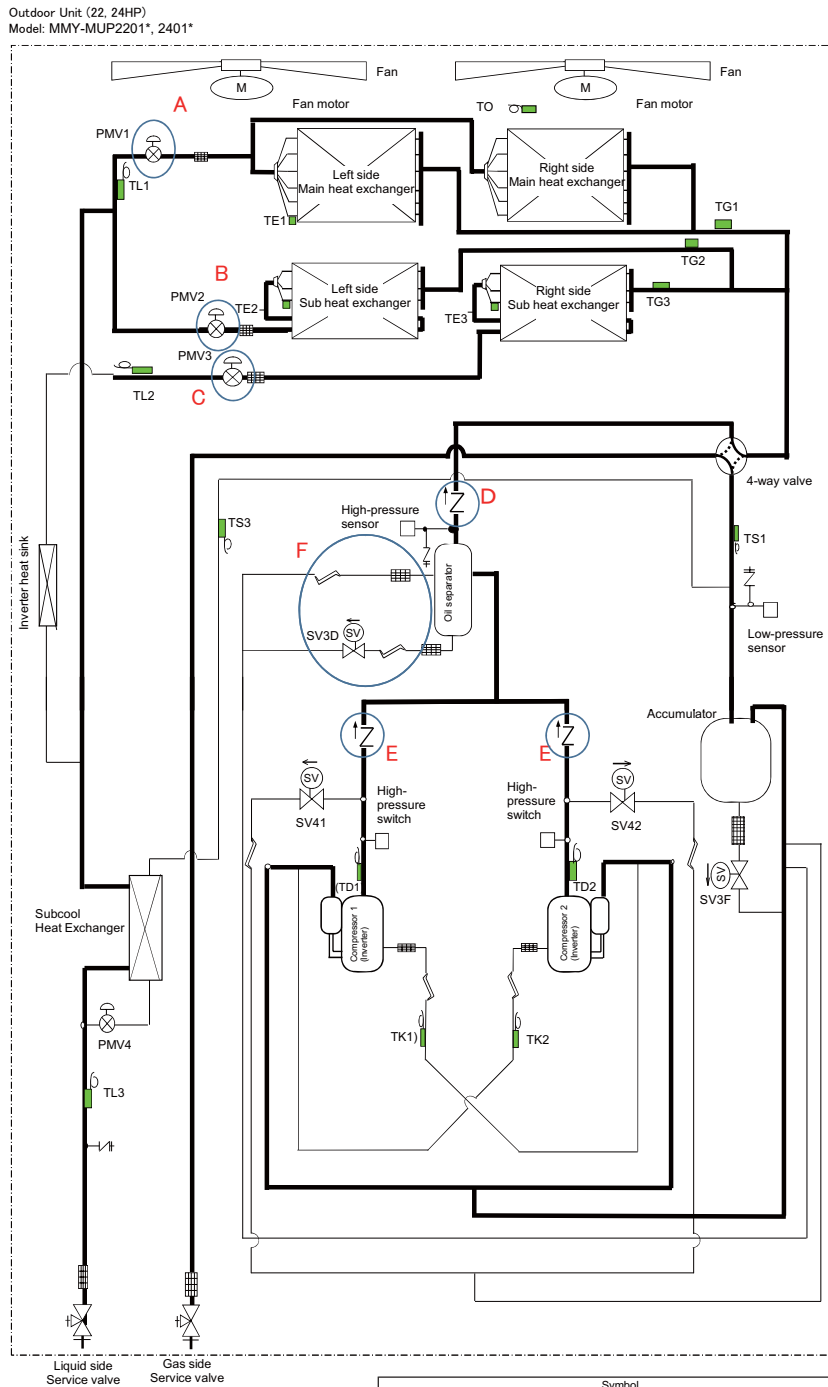 Outdoor Unit (22, 24HP)
Model: MMY-MUP2201*, 2401*
Fan
Fan
M
M
A
Fan motor
TO
Fan motor
PMV1
TL1
Left side
Main heat exchanger
Right side
Main heat exchanger
TE1
TG1
B
TG2
PMV2
Left side
Sub heat exchanger
Right side
Sub heat exchanger
TG3
TE2
TE3
PMV3
C
TL2
4-way valve
D
High-pressure
sensor
TS3
TS1
F
Inverter heat sink
Oil separator
SV3D
SV
Low-pressure
sensor
Accumulator
E
E
SV
SV41
High-
pressure
switch
High-
pressure
switch
SV
SV42
(TD1
TD2
SV
SV3F
Subcool
Heat Exchanger
Compressor 1
(Inverter)
Compressor 2
(Inverter)
PMV4
TK1)
TK2
TL3
Liquid side
Service valve
Gas side
Service valve
Symbol